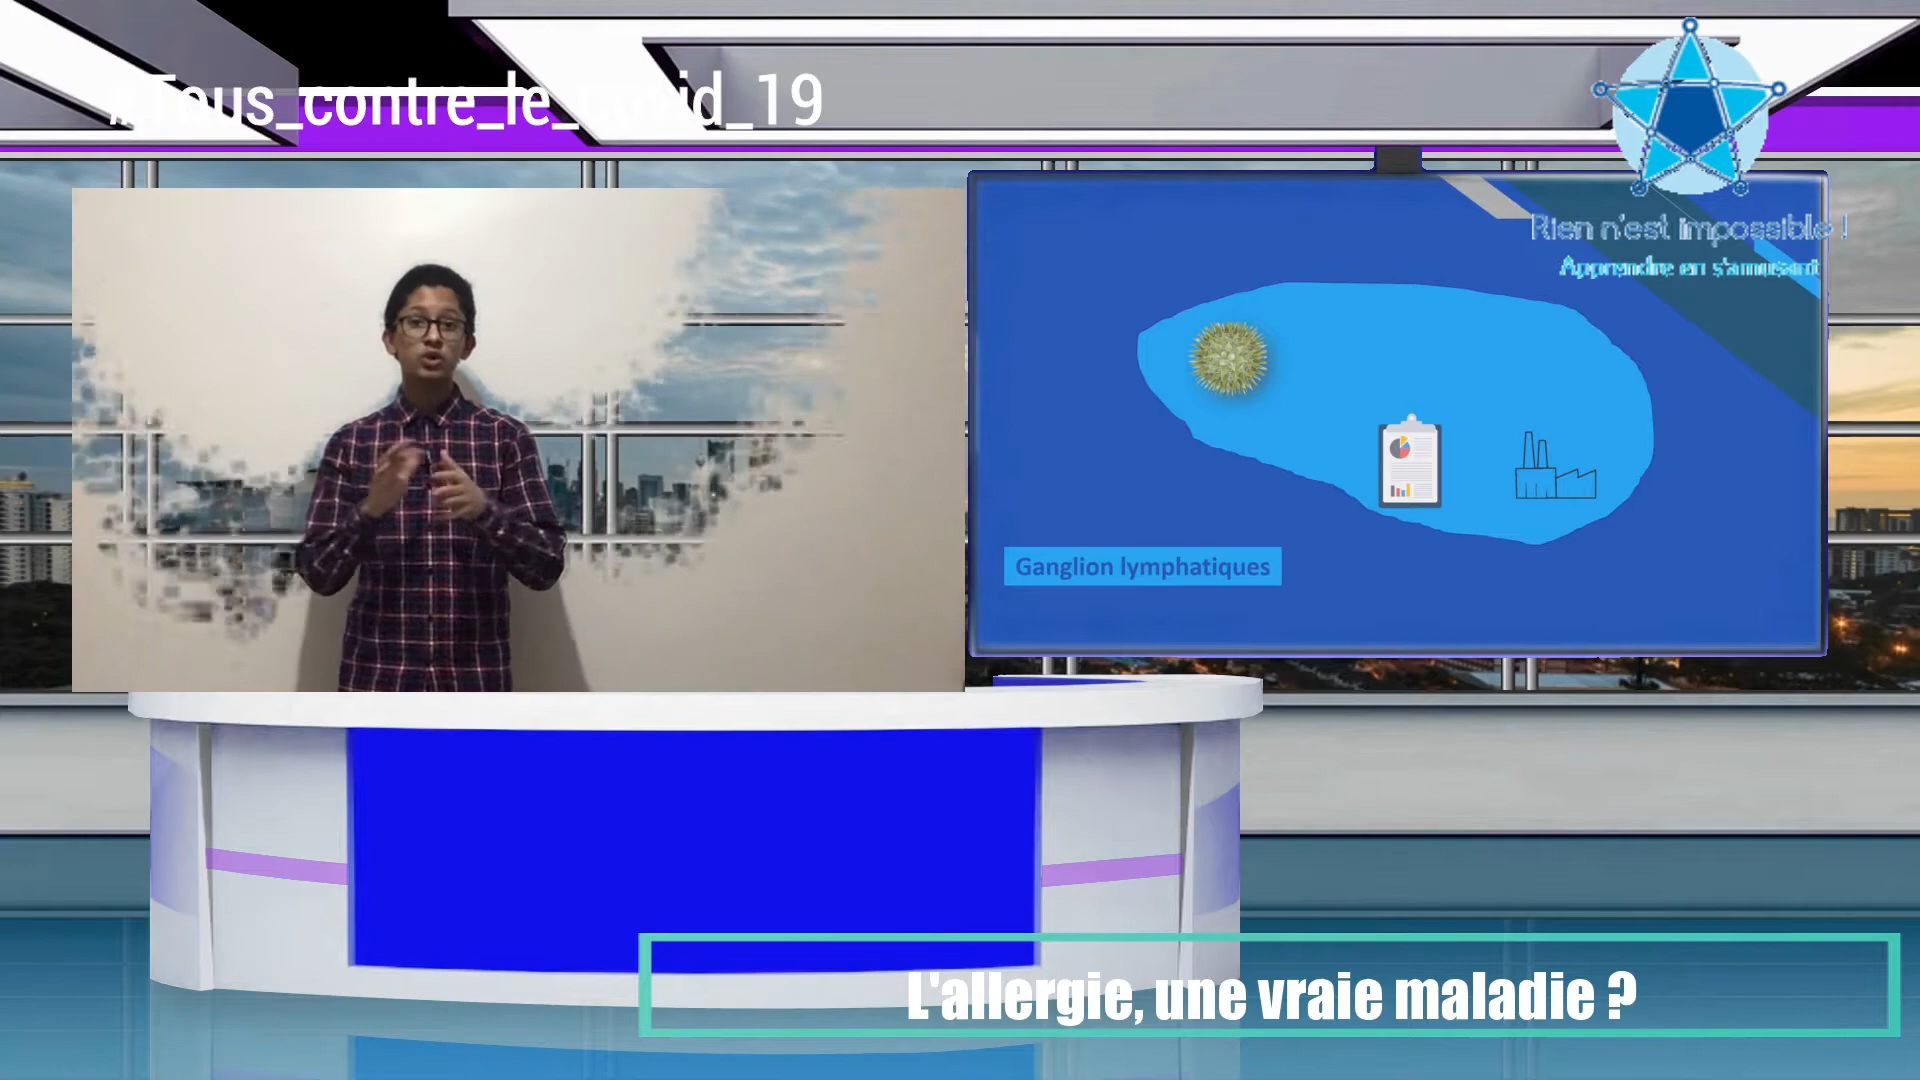 #Tous_contre_le_covid_19
Rien n'est impossible !
Apprendre en s'amusant
Ganglion lymphatiques
L'allergie, une vraie maladie ?